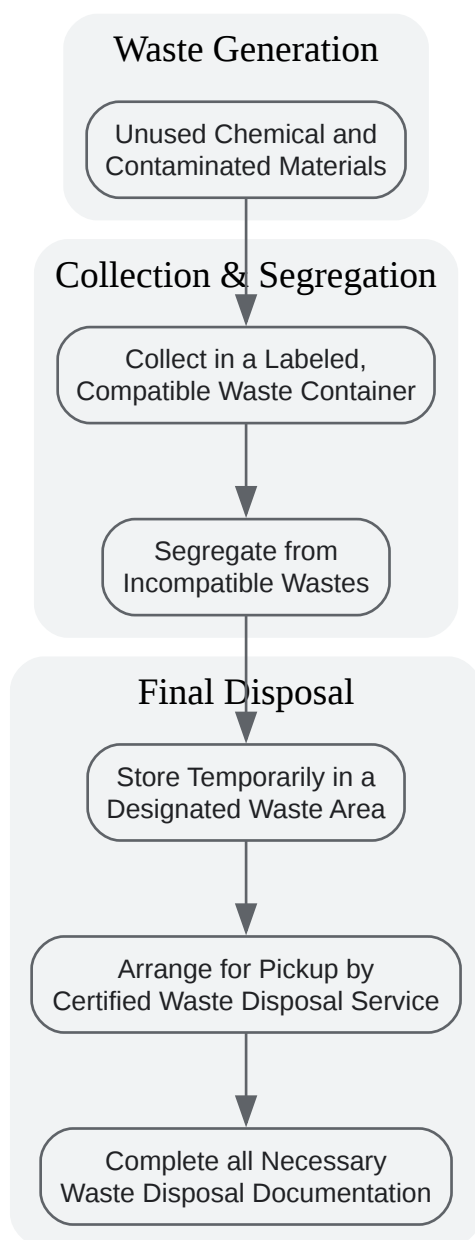 Waste Generation
Unused Chemical and
Contaminated Materials
Collection & Segregation
Collect in a Labeled,
Compatible Waste Container
Segregate from
Incompatible Wastes
Final Disposal
Store Temporarily in a
Designated Waste Area
Arrange for Pickup by
Certified Waste Disposal Service
Complete all Necessary
Waste Disposal Documentation